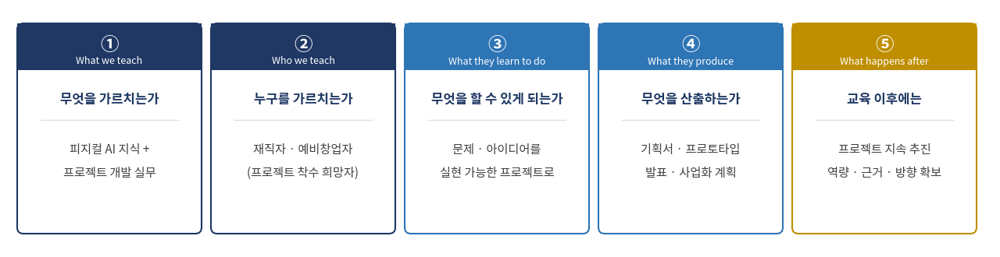 ①
What we teach
무엇을 가르치는가
피지컬 AI 지식 +
프로젝트 개발 실무
②
Who we teach
누구를 가르치는가
재직자 · 예비창업자
(프로젝트 착수 희망자)
③
What they learn to do
무엇을 할 수 있게 되는가
문제 · 아이디어를
실현 가능한 프로젝트로
④
What they produce
무엇을 산출하는가
기획서 · 프로토타입
발표 · 사업화 계획
⑤
What happens after
교육 이후에는
프로젝트 지속 추진
역량 · 근거 · 방향 확보